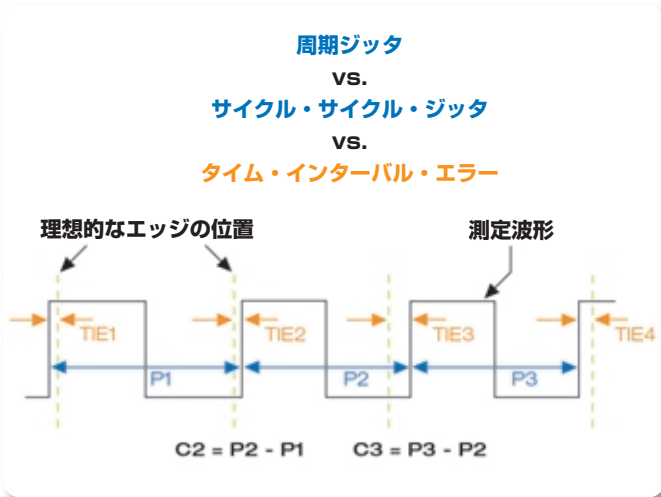 周期ジッタ
vs.
サイクル・サイクル・ジッタ
vs.
タイム・インターバル・エラー
理想的なエッジの位置
測定波形
TIE1
TIE2
TIE3
TIE4
P1
P2
P3
C2 = P2 - P1
C3 = P3 - P2